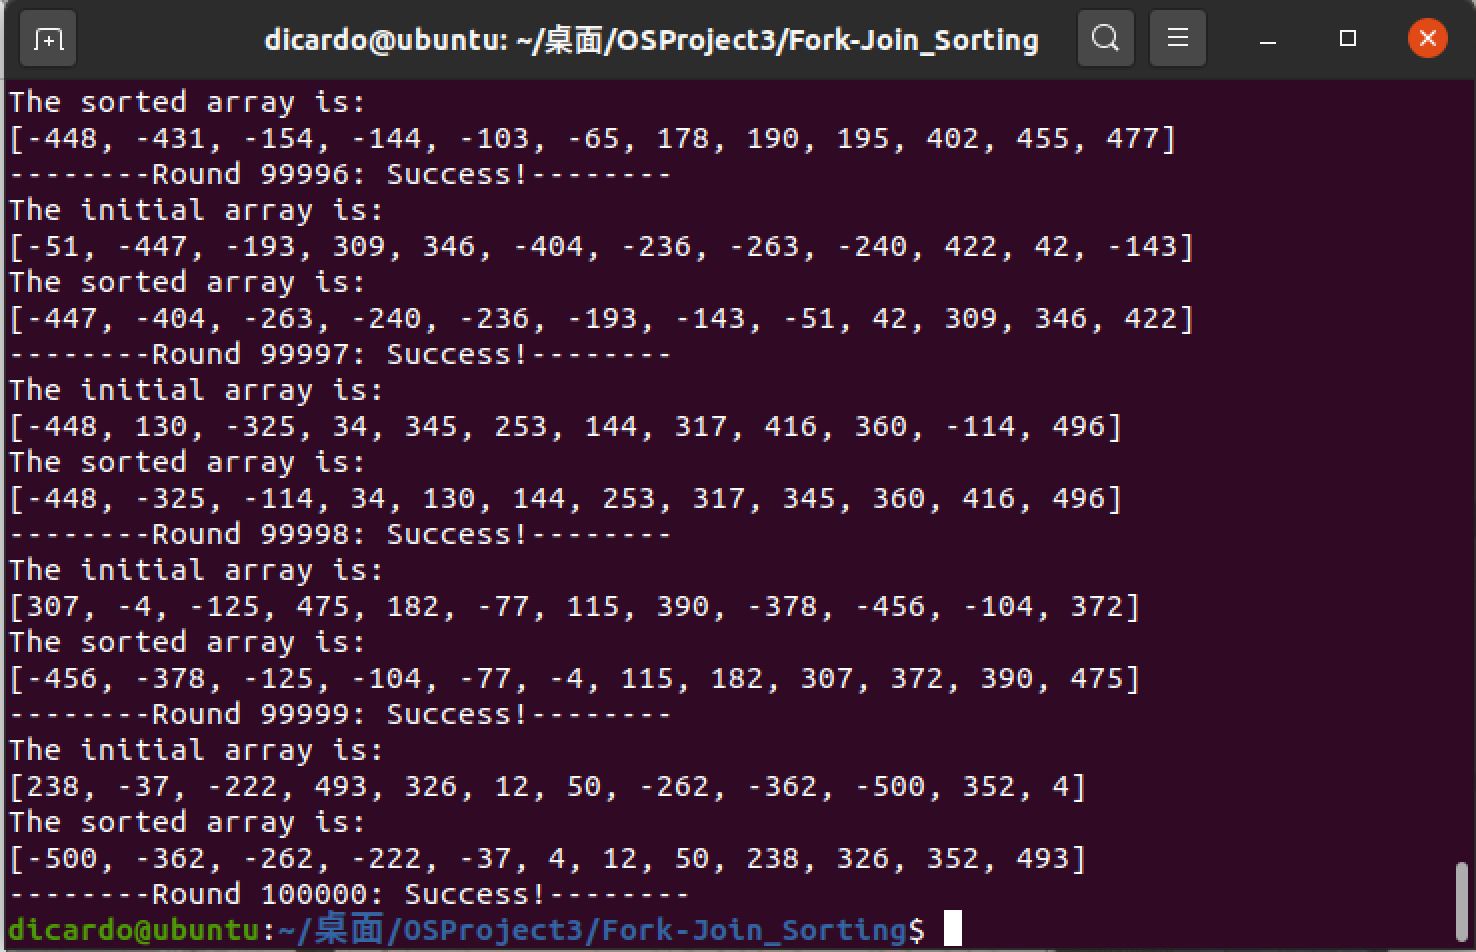 dicardo@ubuntu: ~/桌面/OSProject3/Fork-Join_Sorting
The sorted array is:
[-448, -431, -154, -144, -103, -65, 178, 190, 195, 402, 455, 477]
--------Round 99996: Success!--------
The initial array is:
[-51, -447, -193, 309, 346, -404, -236, -263, -240, 422, 42, -143]
The sorted array is:
[-447, -404, -263, -240, -236, -193, -143, -51, 42, 309, 346, 422]
--------Round 99997: Success!--------
The initial array is:
[-448, 130, -325, 34, 345, 253, 144, 317, 416, 360, -114, 496]
The sorted array is:
[-448, -325, -114, 34, 130, 144, 253, 317, 345, 360, 416, 496]
--------Round 99998: Success!--------
The initial array is:
[307, -4, -125, 475, 182, -77, 115, 390, -378, -456, -104, 372]
The sorted array is:
[-456, -378, -125, -104, -77, -4, 115, 182, 307, 372, 390, 475]
--------Round 99999: Success!--------
The initial array is:
[238, -37, -222, 493, 326, 12, 50, -262, -362, -500, 352, 4]
The sorted array is:
[-500, -362, -262, -222, -37, 4, 12, 50, 238, 326, 352, 493]
--------Round 100000: Success!--------
dicardo@ubuntu:~/桌面/OSProject3/Fork-Join_Sorting$